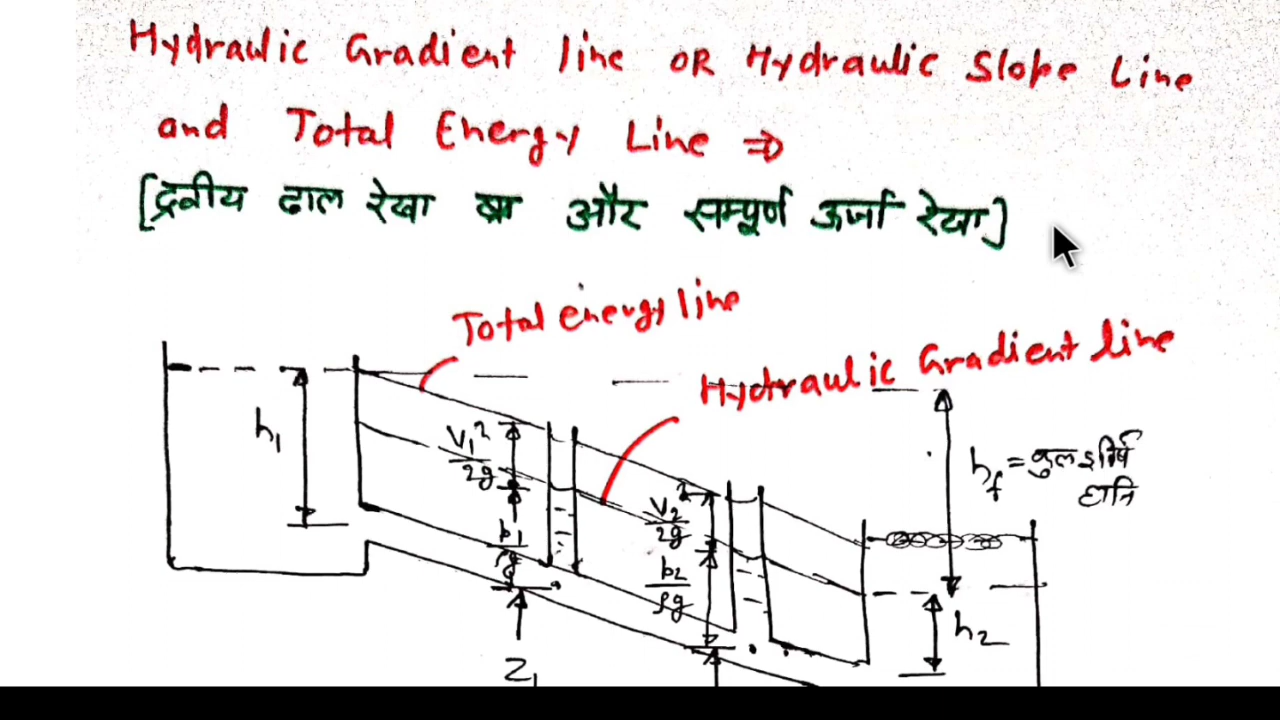 Hydraulic Gradient line OR Hydraulic Slope Line
and Total Energy Line ⇒
[द्रवीय ढाल रेखा और सम्पूर्ण ऊर्जा रेखा]
Total energy line
Hydraulic Gradient line
h₁
V₁²/2g
p₁/ρg
V₂²/2g
p₂/ρg
h_f = कुल शीर्ष
हानि
h₂
Z₁